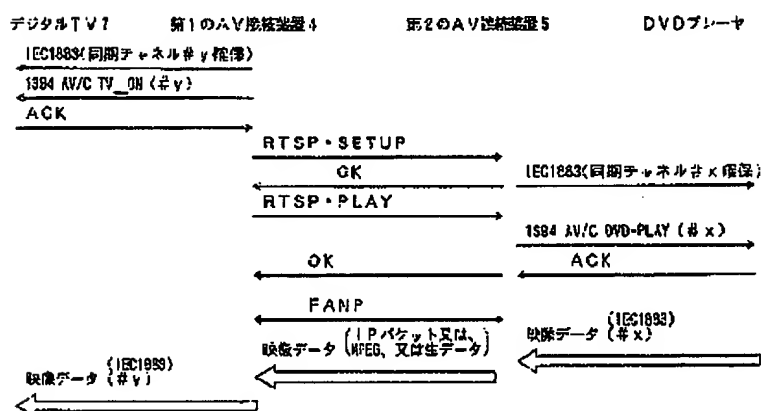 デジタルTV7 第1のAV接続装置4 第2のAV接続装置5 DVDプレーヤ
IEC1883(同期チャネル#y確保)
1394 AV/C TV_ON (#y)
ACK
RTSP・SETUP
OK
IEC1883(同期チャネル#x確保)
RTSP・PLAY
1394 AV/C DVD-PLAY (#x)
OK
ACK
FANP
映像データ (IPパケット又は、
MPEG、又は生データ)
映像データ (IEC1883)
(#x)
映像データ (IEC1883)
(#y)